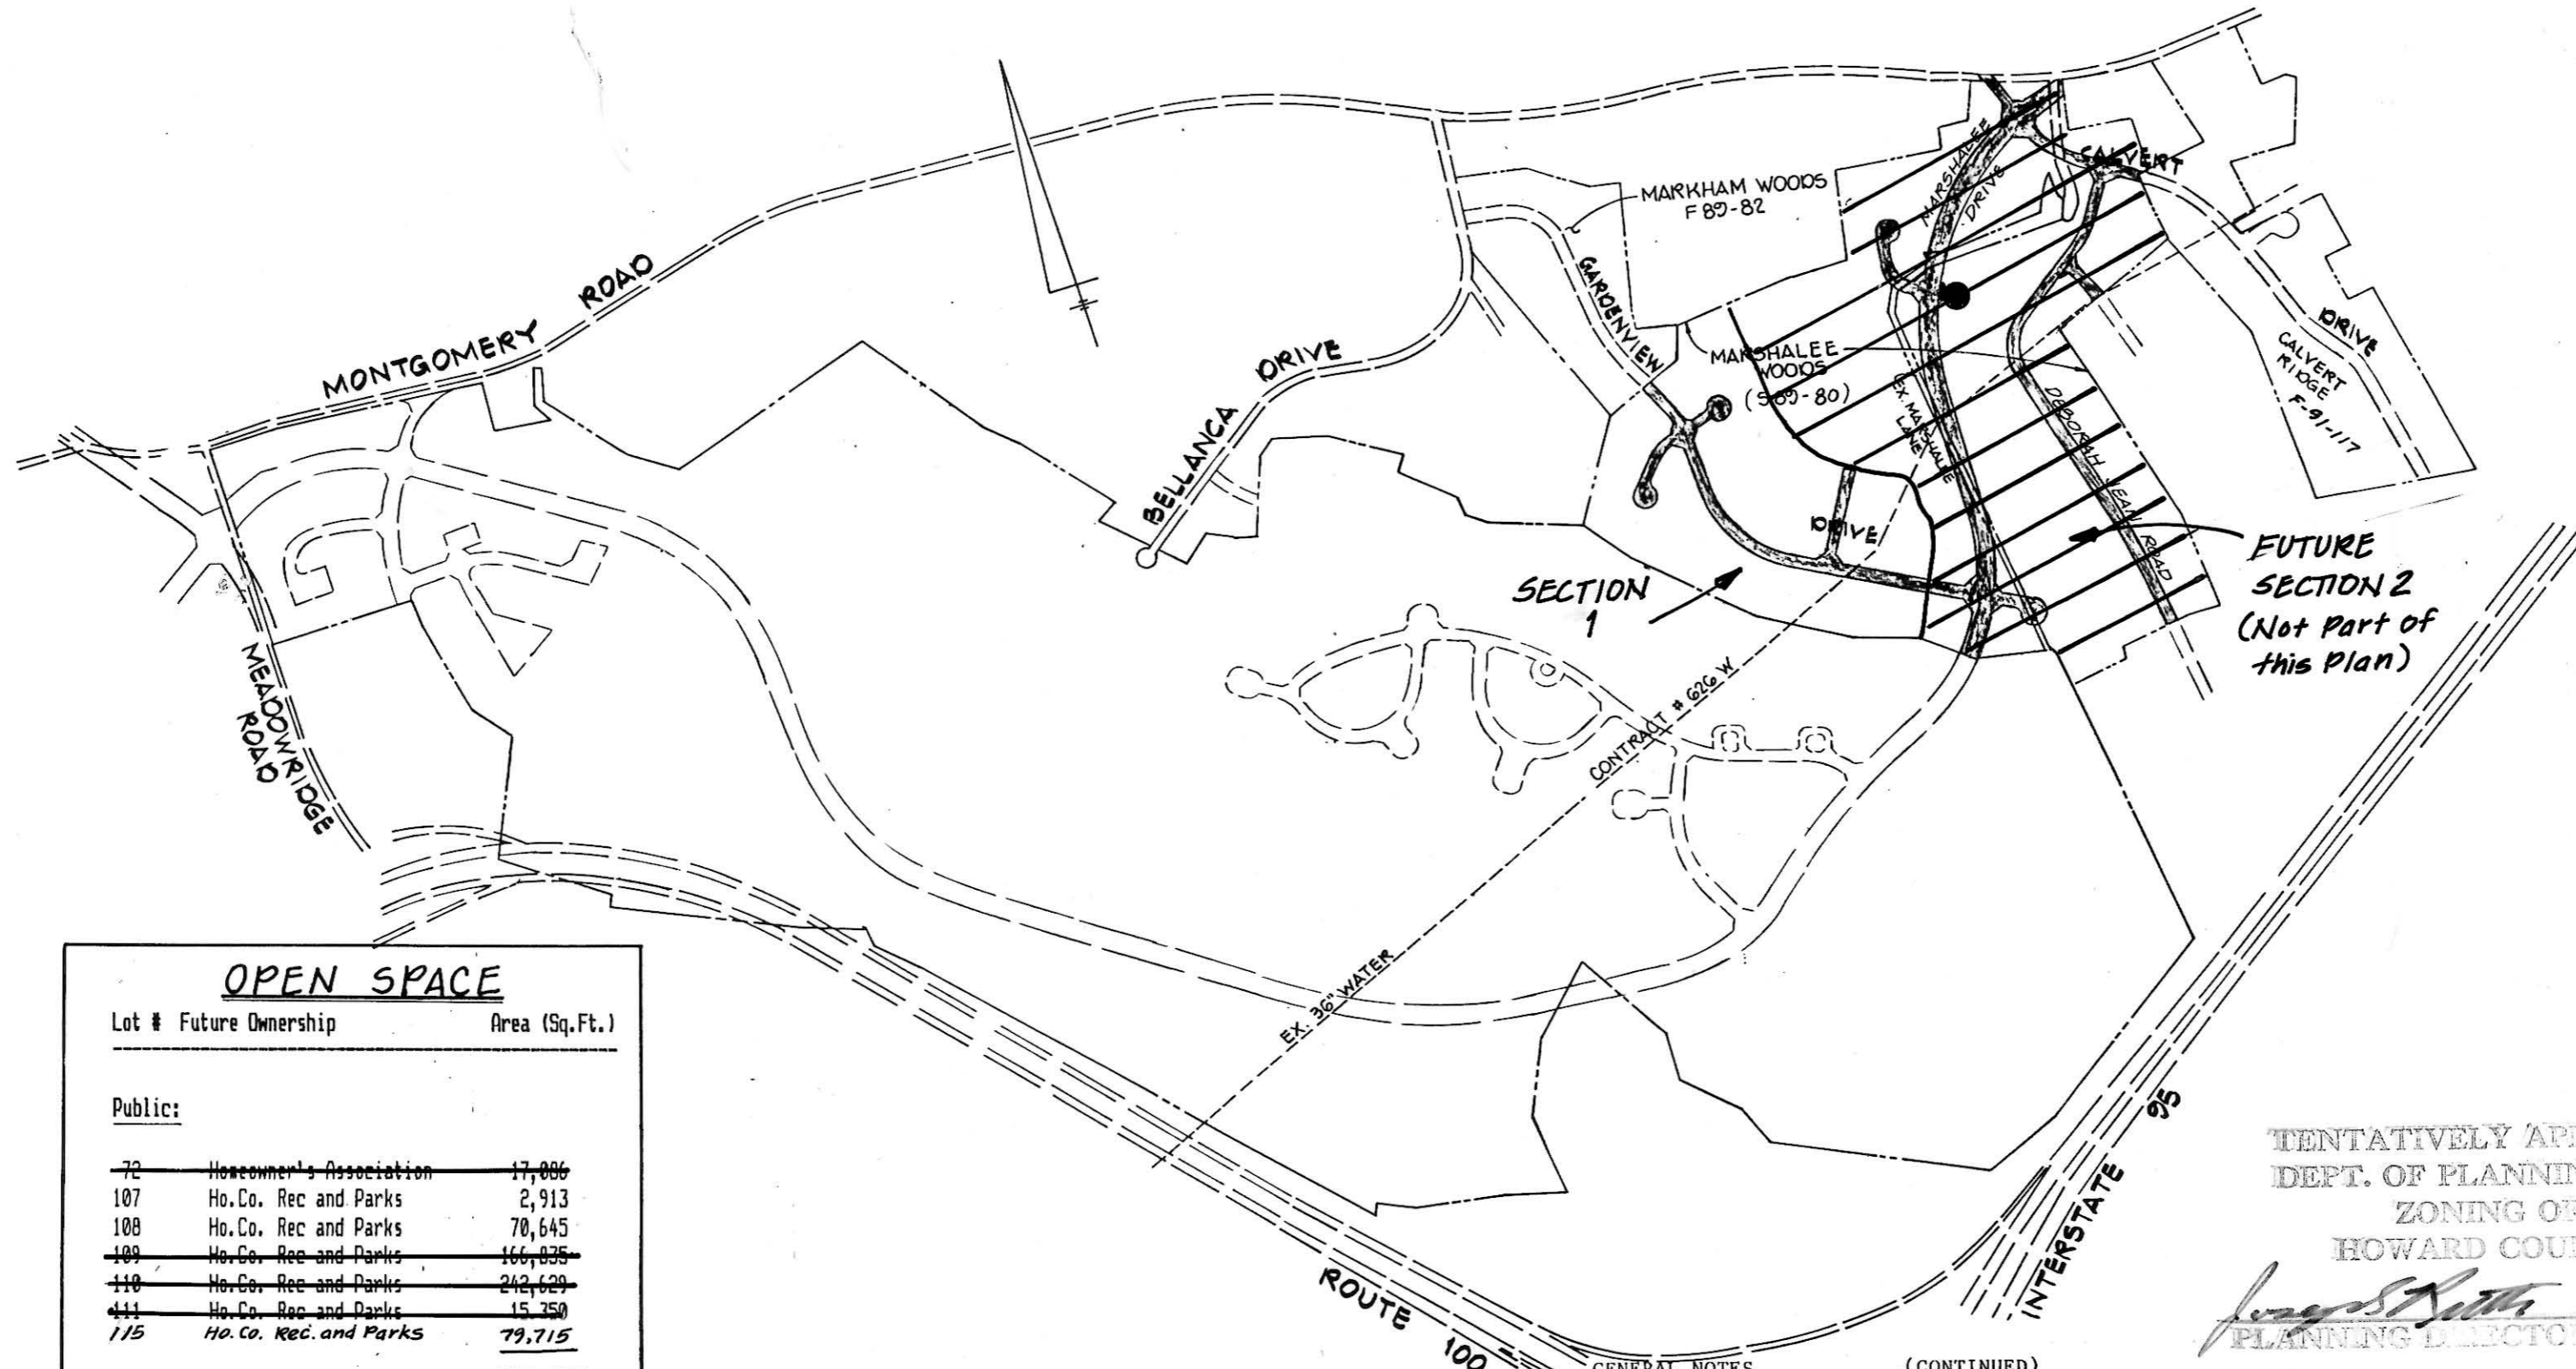 MONTGOMERY ROAD
BELLANCA DRIVE
MARKHAM WOODS
F 89-82
GARDENVIEW
DRIVE
MARSHALEE
DRIVE
CALVERT
DRIVE
MARSHALEE
WOODS
(S89-80)
EX. MARSHALEE
LANE
DEBORAH JEAN ROAD
CALVERT
RIDGE
F-91-117
SECTION
1
FUTURE
SECTION 2
(Not Part of
this Plan)
MEADOWRIDGE
ROAD
EX. 36" WATER
CONTRACT # 626 W
ROUTE 100
INTERSTATE 95
OPEN SPACE
Lot # Future Ownership Area (Sq.Ft.)
Public:
72 Homeowner's Association 17,086
107 Ho.Co. Rec and Parks 2,913
108 Ho.Co. Rec and Parks 70,645
109 Ho.Co. Rec and Parks 166,835
110 Ho.Co. Rec and Parks 242,629
111 Ho.Co. Rec and Parks 15,350
115 Ho.Co. Rec. and Parks 79,715
TENTATIVELY AP
DEPT. OF PLANNIN
ZONING OF
HOWARD COU
PLANNING DIRECTO
GENERAL NOTES (CONTINUED)